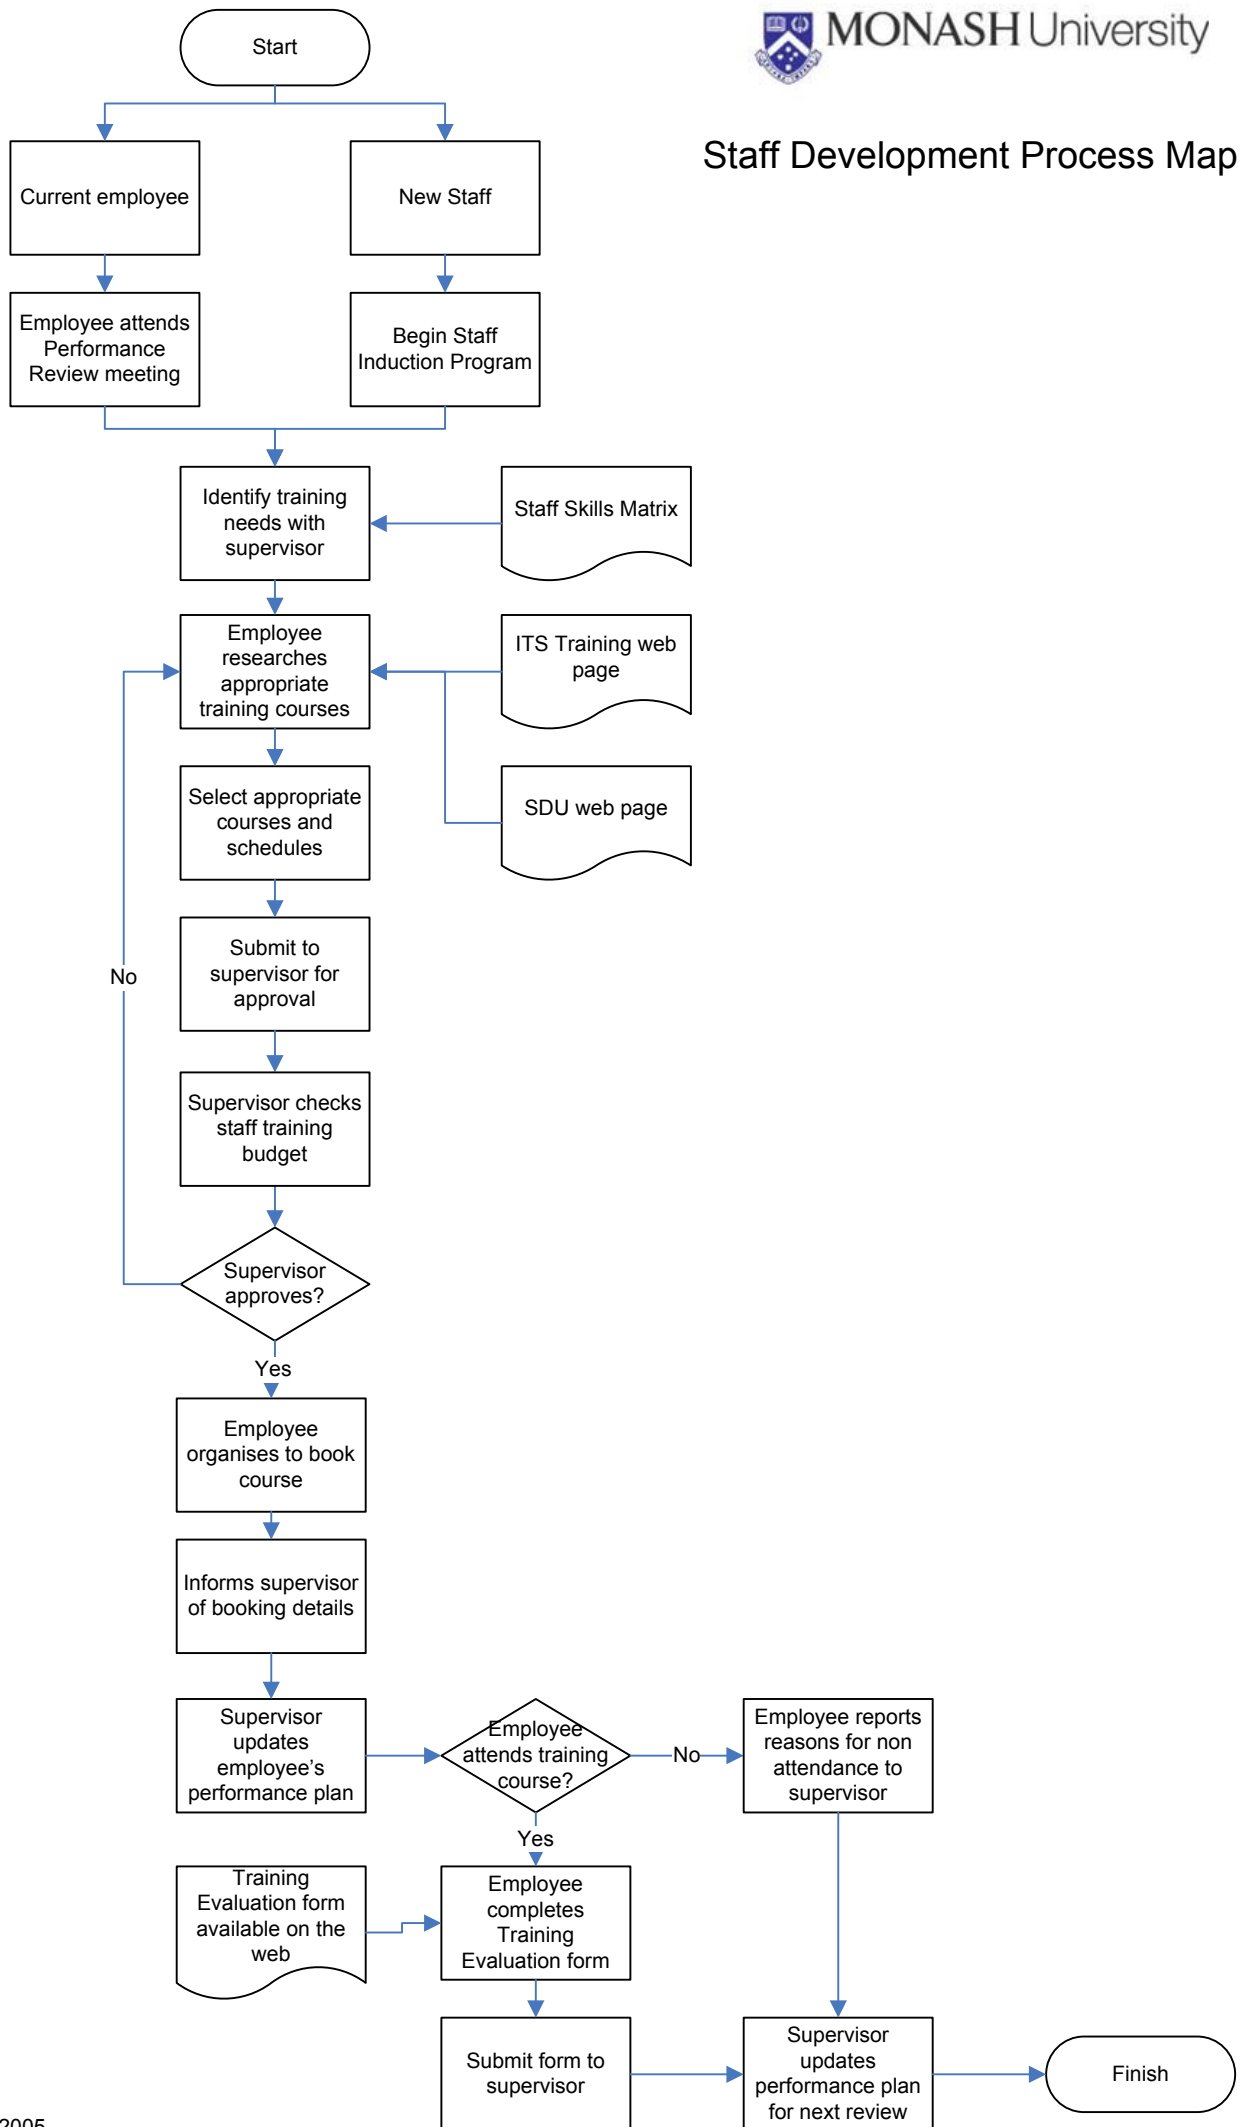 Start
MONASH University
Staff Development Process Map
Current employee
New Staff
Employee attends
Performance
Review meeting
Begin Staff
Induction Program
Identify training
needs with
supervisor
Staff Skills Matrix
Employee
researches
appropriate
training courses
ITS Training web
page
Select appropriate
courses and
schedules
SDU web page
Submit to
supervisor for
approval
No
Supervisor checks
staff training
budget
Supervisor
approves?
Yes
Employee
organises to book
course
Informs supervisor
of booking details
Supervisor
updates
employee’s
performance plan
Employee
attends training
course?
No
Employee reports
reasons for non
attendance to
supervisor
Yes
Training
Evaluation form
available on the
web
Employee
completes
Training
Evaluation form
Submit form to
supervisor
Supervisor
updates
performance plan
for next review
Finish
2005